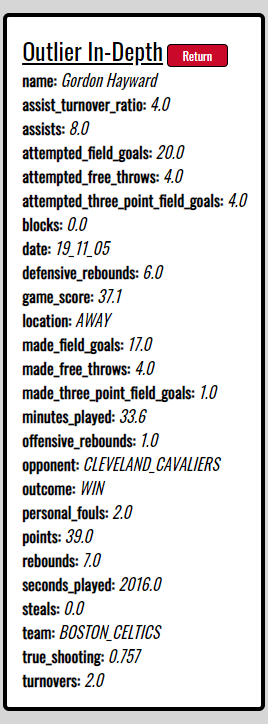 Outlier In-Depth Return
name: Gordon Hayward
assist_turnover_ratio: 4.0
assists: 8.0
attempted_field_goals: 20.0
attempted_free_throws: 4.0
attempted_three_point_field_goals: 4.0
blocks: 0.0
date: 19_11_05
defensive_rebounds: 6.0
game_score: 37.1
location: AWAY
made_field_goals: 17.0
made_free_throws: 4.0
made_three_point_field_goals: 1.0
minutes_played: 33.6
offensive_rebounds: 1.0
opponent: CLEVELAND_CAVALIERS
outcome: WIN
personal_fouls: 2.0
points: 39.0
rebounds: 7.0
seconds_played: 2016.0
steals: 0.0
team: BOSTON_CELTICS
true_shooting: 0.757
turnovers: 2.0